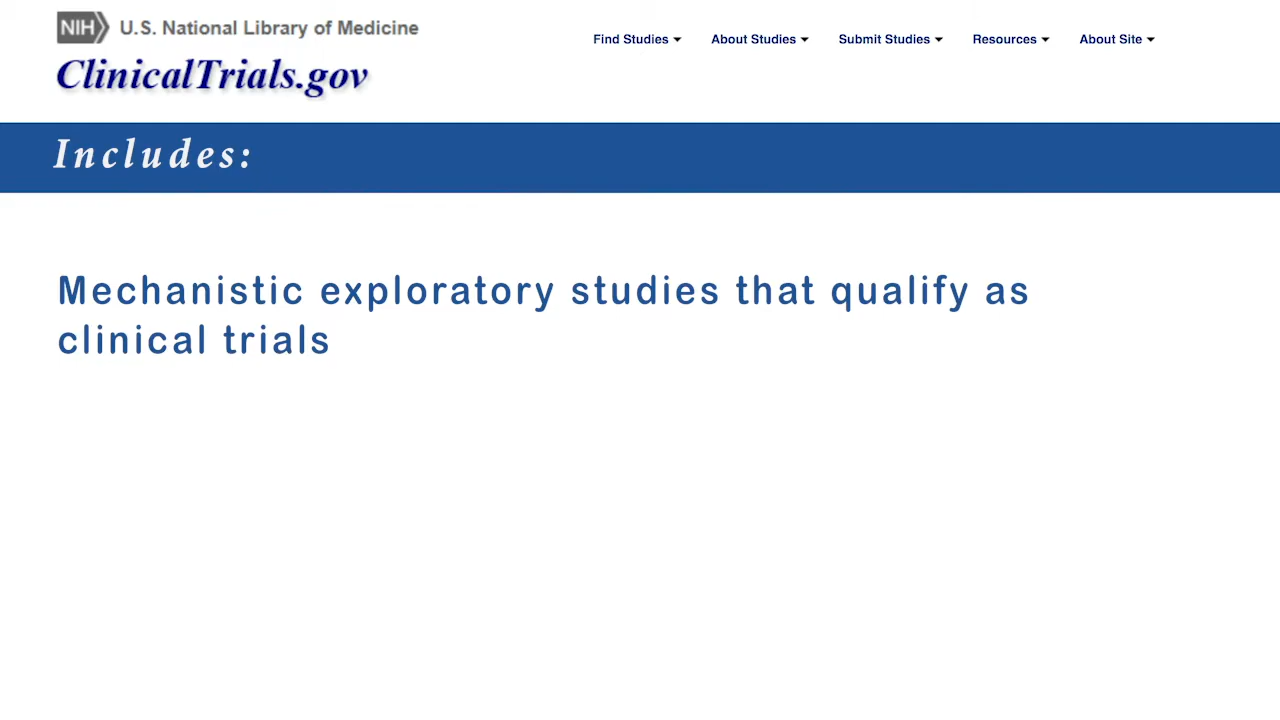 NIH U.S. National Library of Medicine
ClinicalTrials.gov
Find Studies About Studies Submit Studies Resources About Site
Includes:
Mechanistic exploratory studies that qualify as
clinical trials